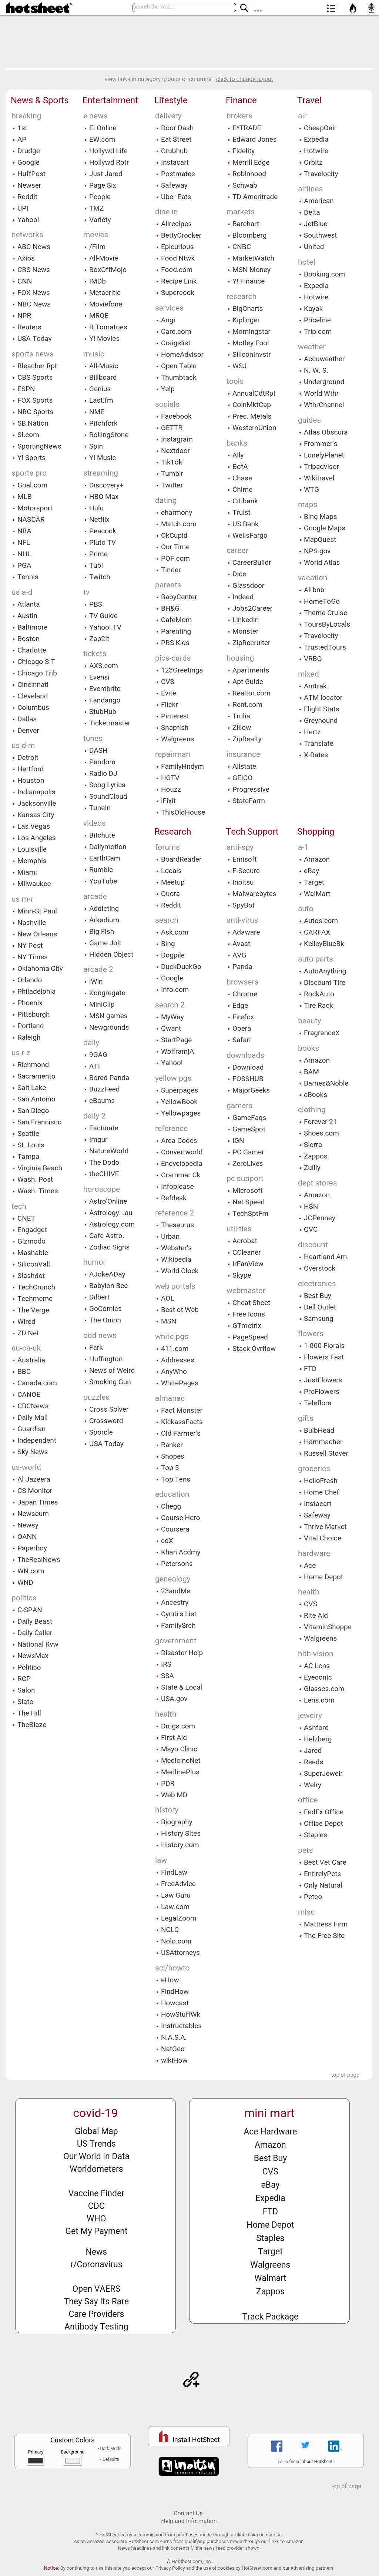 hotsheet
search the web...
view links in category groups or columns - click to change layout
News & Sports
breaking
1st
AP
Drudge
Google
HuffPost
Newser
Reddit
UPI
Yahoo!
networks
ABC News
Axios
CBS News
CNN
FOX News
NBC News
NPR
Reuters
USA Today
sports news
Bleacher Rpt
CBS Sports
ESPN
FOX Sports
NBC Sports
SB Nation
SI.com
SportingNews
Y! Sports
sports pro
Goal.com
MLB
Motorsport
NASCAR
NBA
NFL
NHL
PGA
Tennis
us a-d
Atlanta
Austin
Baltimore
Boston
Charlotte
Chicago S-T
Chicago Trib
Cincinnati
Cleveland
Columbus
Dallas
Denver
us d-m
Detroit
Hartford
Houston
Indianapolis
Jacksonville
Kansas City
Las Vegas
Los Angeles
Louisville
Memphis
Miami
Milwaukee
us m-r
Minn-St Paul
Nashville
New Orleans
NY Post
NY Times
Oklahoma City
Orlando
Philadelphia
Phoenix
Pittsburgh
Portland
Raleigh
us r-z
Richmond
Sacramento
Salt Lake
San Antonio
San Diego
San Francisco
Seattle
St. Louis
Tampa
Virginia Beach
Wash. Post
Wash. Times
tech
CNET
Engadget
Gizmodo
Mashable
SiliconVall.
Slashdot
TechCrunch
Techmeme
The Verge
Wired
ZD Net
au-ca-uk
Australia
BBC
Canada.com
CANOE
CBCNews
Daily Mail
Guardian
Independent
Sky News
us-world
Al Jazeera
CS Monitor
Japan Times
Newseum
Newsy
OANN
Paperboy
TheRealNews
WN.com
WND
politics
C-SPAN
Daily Beast
Daily Caller
National Rvw
NewsMax
Politico
RCP
Salon
Slate
The Hill
TheBlaze
Entertainment
e news
E! Online
EW.com
Hollywd Life
Hollywd Rptr
Just Jared
Page Six
People
TMZ
Variety
movies
/Film
All-Movie
BoxOffMojo
IMDb
Metacritic
Moviefone
MRQE
R.Tomatoes
Y! Movies
music
All-Music
Billboard
Genius
Last.fm
NME
Pitchfork
RollingStone
Spin
Y! Music
streaming
Discovery+
HBO Max
Hulu
Netflix
Peacock
Pluto TV
Prime
Tubi
Twitch
tv
PBS
TV Guide
Yahoo! TV
Zap2It
tickets
AXS.com
Evensi
Eventbrite
Fandango
StubHub
Ticketmaster
tunes
DASH
Pandora
Radio DJ
Song Lyrics
SoundCloud
TuneIn
videos
Bitchute
Dailymotion
EarthCam
Rumble
YouTube
arcade
Addicting
Arkadium
Big Fish
Game Jolt
Hidden Object
arcade 2
iWin
Kongregate
MiniClip
MSN games
Newgrounds
daily
9GAG
ATI
Bored Panda
BuzzFeed
eBaums
daily 2
Factinate
Imgur
NatureWorld
The Dodo
theCHIVE
horoscope
Astro'Online
Astrology.-.au
Astrology.com
Cafe Astro.
Zodiac Signs
humor
AJokeADay
Babylon Bee
Dilbert
GoComics
The Onion
odd news
Fark
Huffington
News of Weird
Smoking Gun
puzzles
Cross Solver
Crossword
Sporcle
USA Today
Lifestyle
delivery
Door Dash
Eat Street
Grubhub
Instacart
Postmates
Safeway
Uber Eats
dine in
Allrecipes
BettyCrocker
Epicurious
Food Ntwk
Food.com
Recipe Link
Supercook
services
Angi
Care.com
Craigslist
HomeAdvisor
Open Table
Thumbtack
Yelp
socials
Facebook
GETTR
Instagram
Nextdoor
TikTok
Tumblr
Twitter
dating
eharmony
Match.com
OkCupid
Our Time
POF.com
Tinder
parents
BabyCenter
BH&G
CafeMom
Parenting
PBS Kids
pics-cards
123Greetings
CVS
Evite
Flickr
Pinterest
Snapfish
Walgreens
repairman
FamilyHndym
HGTV
Houzz
iFixit
ThisOldHouse
Finance
brokers
E*TRADE
Edward Jones
Fidelity
Merrill Edge
Robinhood
Schwab
TD Ameritrade
markets
Barchart
Bloomberg
CNBC
MarketWatch
MSN Money
Y! Finance
research
BigCharts
Kiplinger
Morningstar
Motley Fool
SiliconInvstr
WSJ
tools
AnnualCdtRpt
CoinMktCap
Prec. Metals
WesternUnion
banks
Ally
BofA
Chase
Chime
Citibank
Truist
US Bank
WellsFargo
career
CareerBuildr
Dice
Glassdoor
Indeed
Jobs2Career
LinkedIn
Monster
ZipRecruiter
housing
Apartments
Apt Guide
Realtor.com
Rent.com
Trulia
Zillow
ZipRealty
insurance
Allstate
GEICO
Progressive
StateFarm
Travel
air
CheapOair
Expedia
Hotwire
Orbitz
Travelocity
airlines
American
Delta
JetBlue
Southwest
United
hotel
Booking.com
Expedia
Hotwire
Kayak
Priceline
Trip.com
weather
Accuweather
N. W. S.
Underground
World Wthr
WthrChannel
guides
Atlas Obscura
Frommer's
LonelyPlanet
Tripadvisor
Wikitravel
WTG
maps
Bing Maps
Google Maps
MapQuest
NPS.gov
World Atlas
vacation
Airbnb
HomeToGo
Theme Cruise
ToursByLocals
Travelocity
TrustedTours
VRBO
mixed
Amtrak
ATM locator
Flight Stats
Greyhound
Hertz
Translate
X-Rates
Research
forums
BoardReader
Locals
Meetup
Quora
Reddit
search
Ask.com
Bing
Dogpile
DuckDuckGo
Google
Info.com
search 2
MyWay
Qwant
StartPage
Wolfram|A.
Yahoo!
yellow pgs
Superpages
YellowBook
Yellowpages
reference
Area Codes
Convertworld
Encyclopedia
Grammar Ck
Infoplease
Refdesk
reference 2
Thesaurus
Urban
Webster's
Wikipedia
World Clock
web portals
AOL
Best ot Web
MSN
white pgs
411.com
Addresses
AnyWho
WhitePages
almanac
Fact Monster
KickassFacts
Old Farmer's
Ranker
Snopes
Top 5
Top Tens
education
Chegg
Course Hero
Coursera
edX
Khan Acdmy
Petersons
genealogy
23andMe
Ancestry
Cyndi's List
FamilySrch
government
Disaster Help
IRS
SSA
State & Local
USA.gov
health
Drugs.com
First Aid
Mayo Clinic
MedicineNet
MedlinePlus
PDR
Web MD
history
Biography
History Sites
History.com
law
FindLaw
FreeAdvice
Law Guru
Law.com
LegalZoom
NCLC
Nolo.com
USAttorneys
sci/howto
eHow
FindHow
Howcast
HowStuffWk
Instructables
N.A.S.A.
NatGeo
wikiHow
Tech Support
anti-spy
Emisoft
F-Secure
Inoitsu
Malwarebytes
SpyBot
anti-virus
Adaware
Avast
AVG
Panda
browsers
Chrome
Edge
Firefox
Opera
Safari
downloads
Download
FOSSHUB
MajorGeeks
gamers
GameFaqs
GameSpot
IGN
PC Gamer
ZeroLives
pc support
Microsoft
Net Speed
TechSptFm
utilities
Acrobat
CCleaner
IrFanView
Skype
webmaster
Cheat Sheet
Free Icons
GTmetrix
PageSpeed
Stack Ovrflow
Shopping
a-1
Amazon
eBay
Target
WalMart
auto
Autos.com
CARFAX
KelleyBlueBk
auto parts
AutoAnything
Discount Tire
RockAuto
Tire Rack
beauty
FragranceX
books
Amazon
BAM
Barnes&Noble
eBooks
clothing
Forever 21
Shoes.com
Sierra
Zappos
Zulily
dept stores
Amazon
HSN
JCPenney
QVC
discount
Heartland Am.
Overstock
electronics
Best Buy
Dell Outlet
Samsung
flowers
1-800-Florals
Flowers Fast
FTD
JustFlowers
ProFlowers
Teleflora
gifts
BulbHead
Hammacher
Russell Stover
groceries
HelloFresh
Home Chef
Instacart
Safeway
Thrive Market
Vital Choice
hardware
Ace
Home Depot
health
CVS
Rite Aid
VitaminShoppe
Walgreens
hlth-vision
AC Lens
Eyeconic
Glasses.com
Lens.com
jewelry
Ashford
Helzberg
Jared
Reeds
SuperJewelr
Welry
office
FedEx Office
Office Depot
Staples
pets
Best Vet Care
EntirelyPets
Only Natural
Petco
misc
Mattress Firm
The Free Site
top of page
covid-19
Global Map
US Trends
Our World in Data
Worldometers
Vaccine Finder
CDC
WHO
Get My Payment
News
r/Coronavirus
Open VAERS
They Say Its Rare
Care Providers
Antibody Testing
mini mart
Ace Hardware
Amazon
Best Buy
CVS
eBay
Expedia
FTD
Home Depot
Staples
Target
Walgreens
Walmart
Zappos
Track Package
Custom Colors
Primary
Background
Dark Mode
Defaults
Install HotSheet
inoitsu
Tell a friend about HotSheet!
top of page
Contact Us
Help and Information
* HotSheet earns a commission from purchases made through affiliate links on our site.
As an Amazon Associate HotSheet.com earns from qualifying purchases made through our links to Amazon.
News headlines and link contents © the news feed provider shown.
© HotSheet.com, Inc.
Notice: By continuing to use this site you accept our Privacy Policy and the use of cookies by HotSheet.com and our advertising partners.